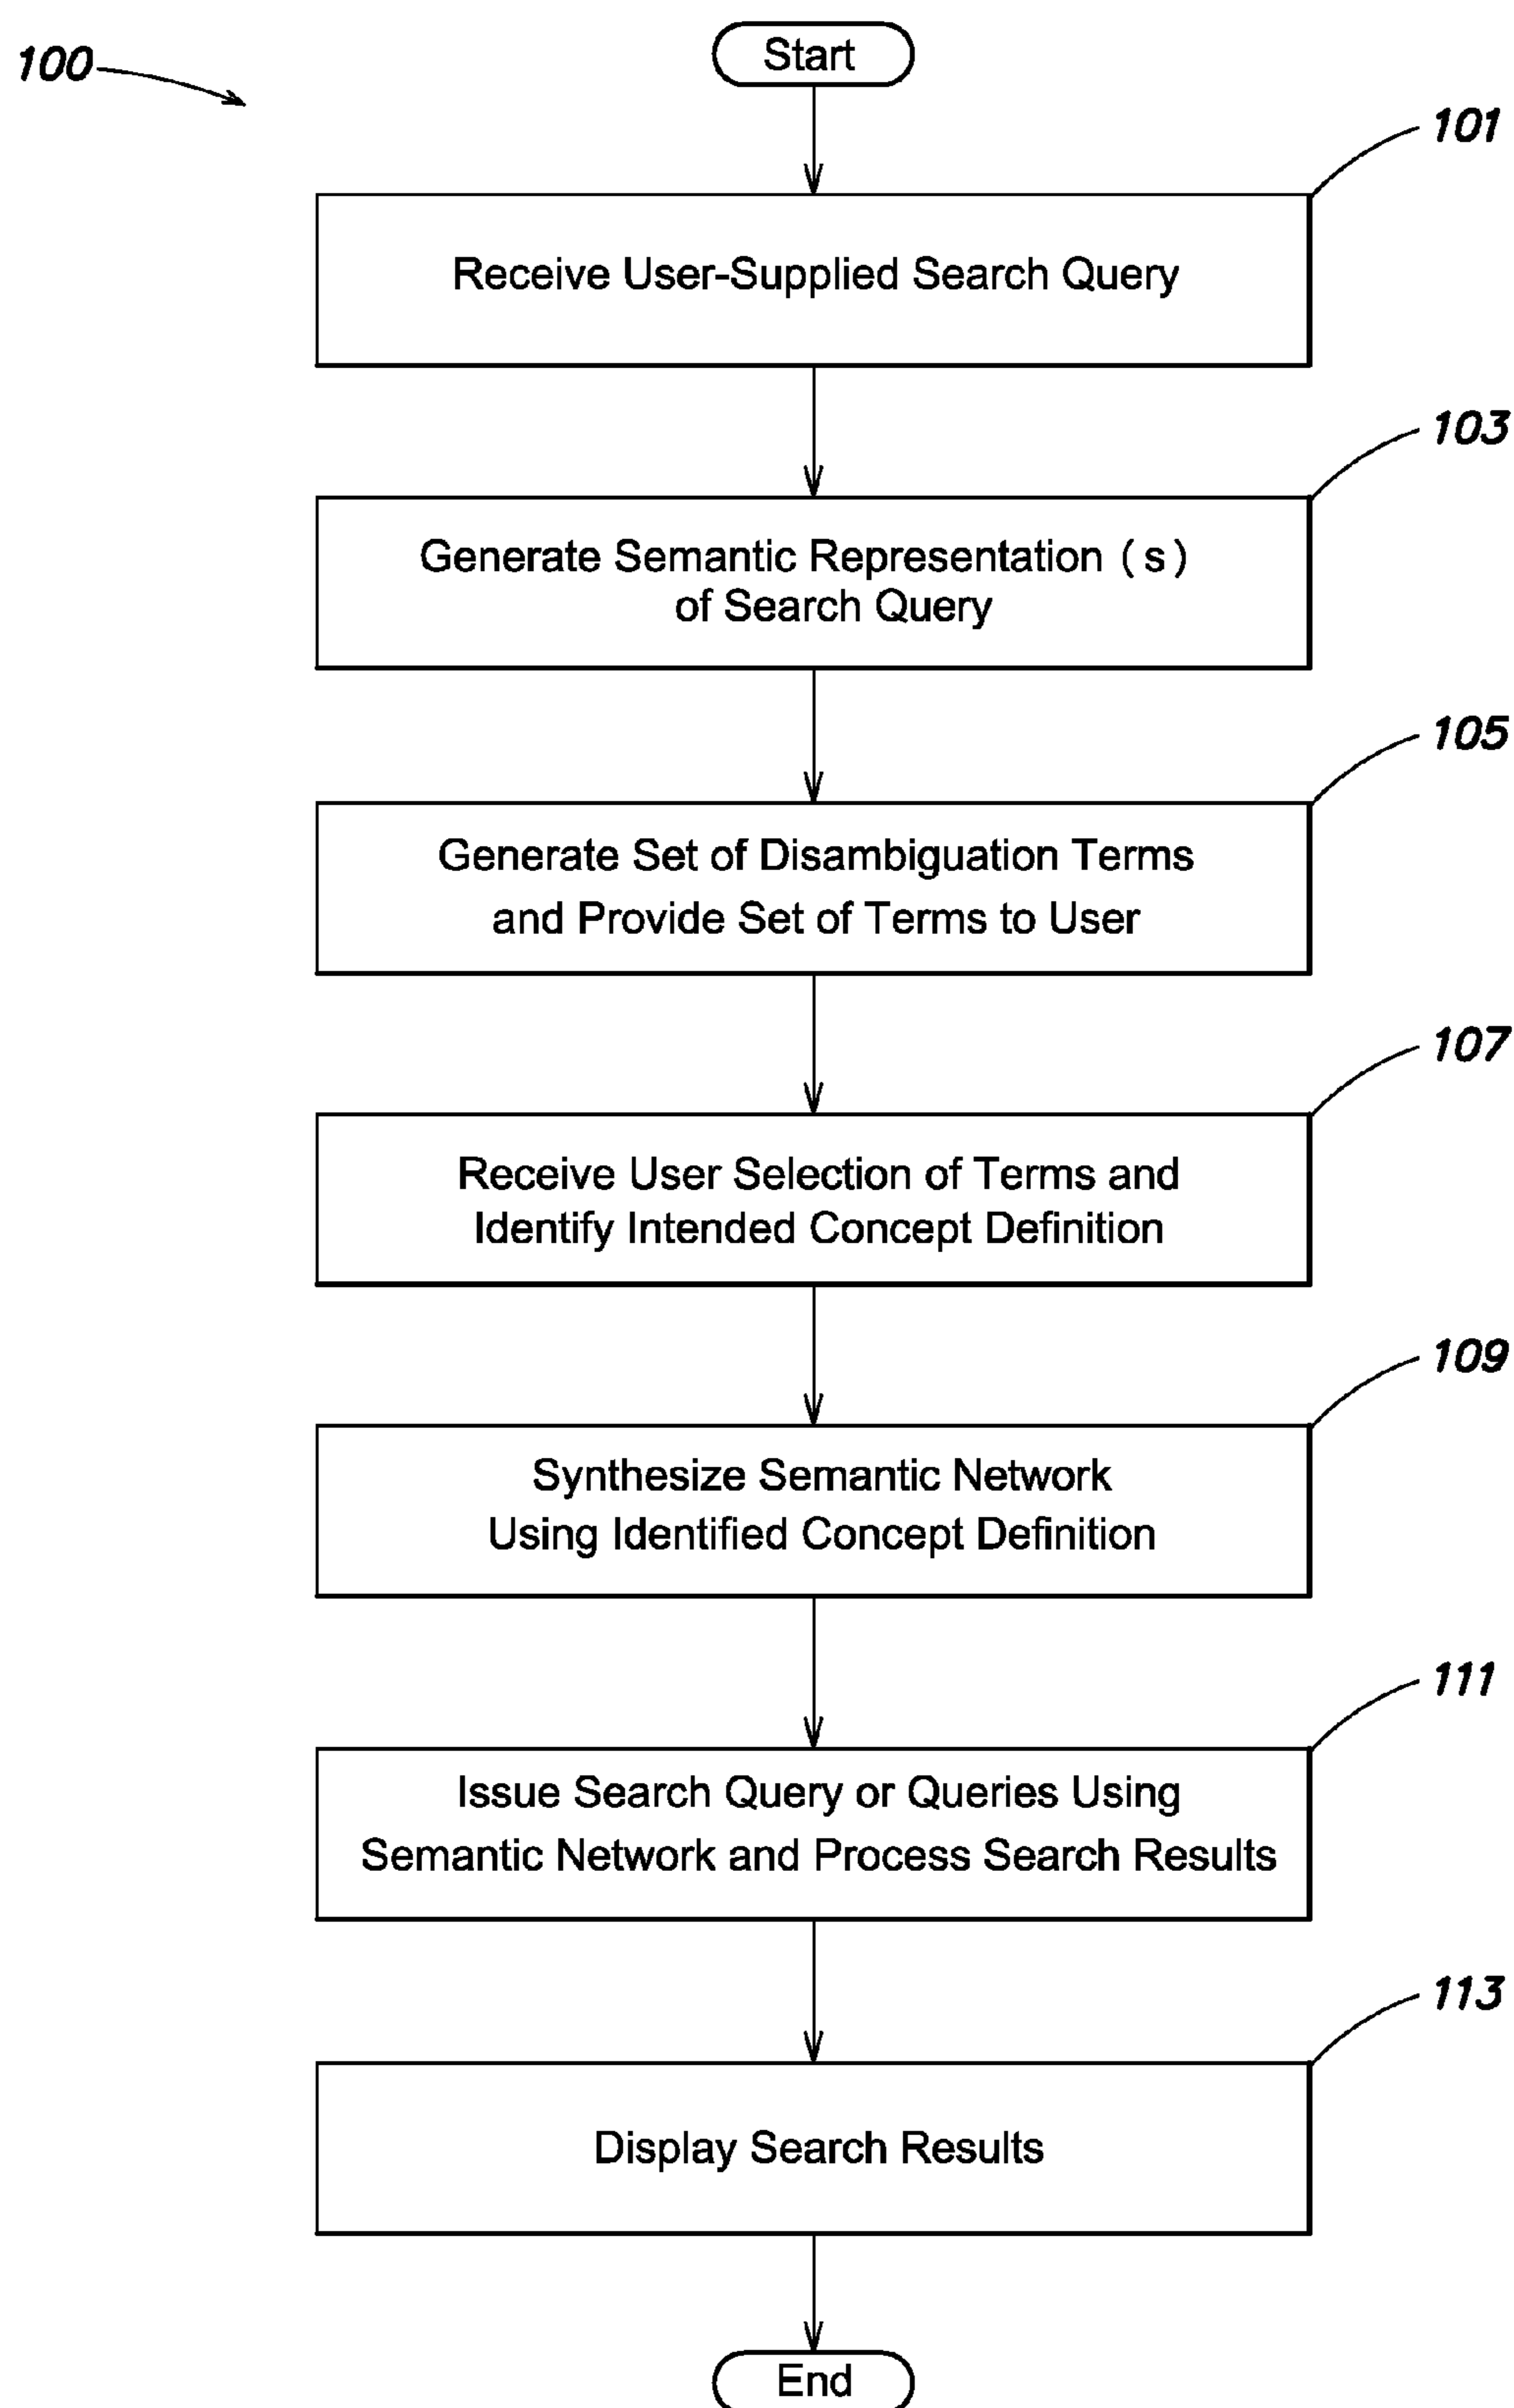 100
Start
101
Receive User-Supplied Search Query
103
Generate Semantic Representation (s)
of Search Query
105
Generate Set of Disambiguation Terms
and Provide Set of Terms to User
107
Receive User Selection of Terms and
Identify Intended Concept Definition
109
Synthesize Semantic Network
Using Identified Concept Definition
111
Issue Search Query or Queries Using
Semantic Network and Process Search Results
113
Display Search Results
End